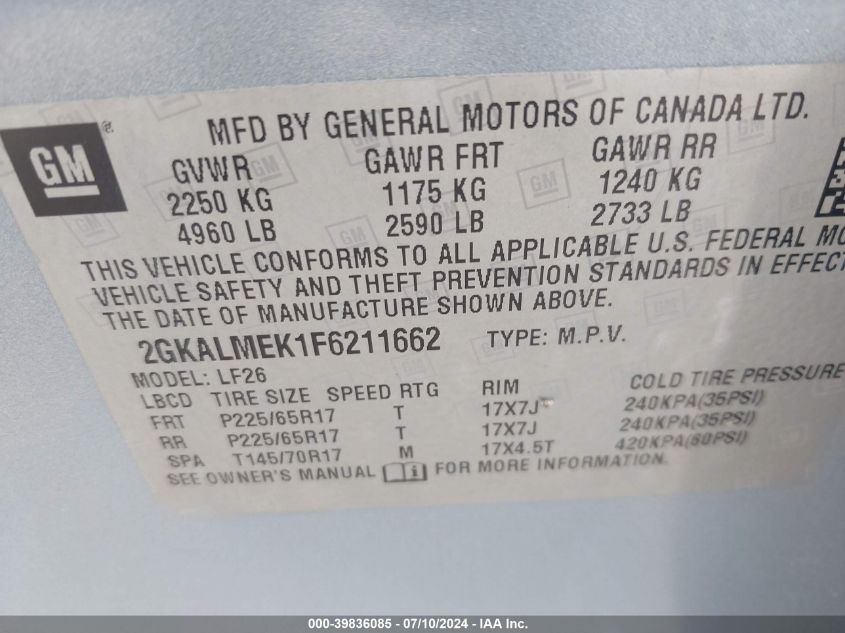 GM
MFD BY GENERAL MOTORS OF CANADA LTD.
GVWR GAWR FRT GAWR RR
2250 KG 1175 KG 1240 KG
4960 LB 2590 LB 2733 LB
THIS VEHICLE CONFORMS TO ALL APPLICABLE U.S. FEDERAL MO
VEHICLE SAFETY AND THEFT PREVENTION STANDARDS IN EFFECT
THE DATE OF MANUFACTURE SHOWN ABOVE.
2GKALMEK1F6211662 TYPE: M.P.V.
MODEL: LF26
LBCD TIRE SIZE SPEED RTG RIM COLD TIRE PRESSURE
FRT P225/65R17 T 17X7J 240KPA(35PSI)
RR P225/65R17 T 17X7J 240KPA(35PSI)
SPA T145/70R17 M 17X4.5T 420KPA(60PSI)
SEE OWNER'S MANUAL FOR MORE INFORMATION.
000-39836085 - 07/10/2024 - IAA Inc.